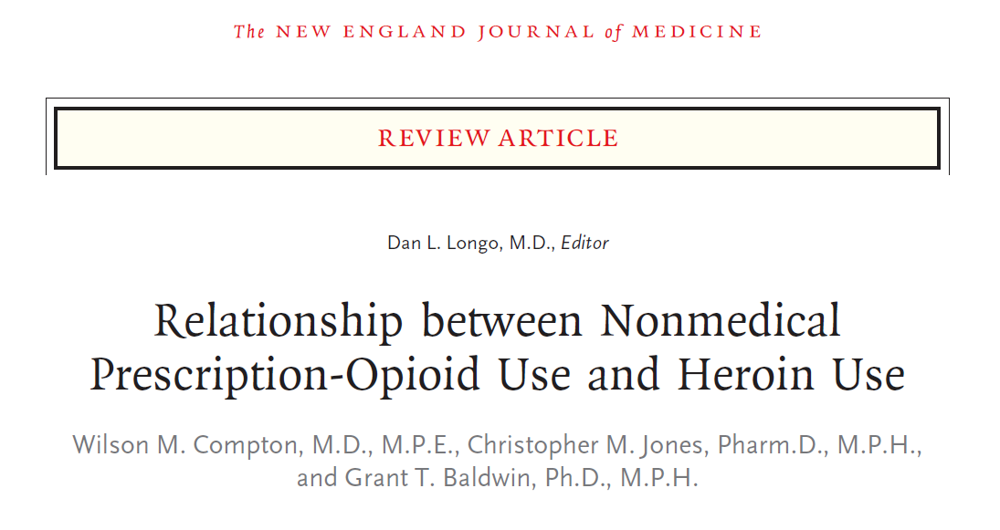 The NEW ENGLAND JOURNAL of MEDICINE
REVIEW ARTICLE
Dan L. Longo, M.D., Editor
Relationship between Nonmedical
Prescription-Opioid Use and Heroin Use
Wilson M. Compton, M.D., M.P.E., Christopher M. Jones, Pharm.D., M.P.H.,
and Grant T. Baldwin, Ph.D., M.P.H.